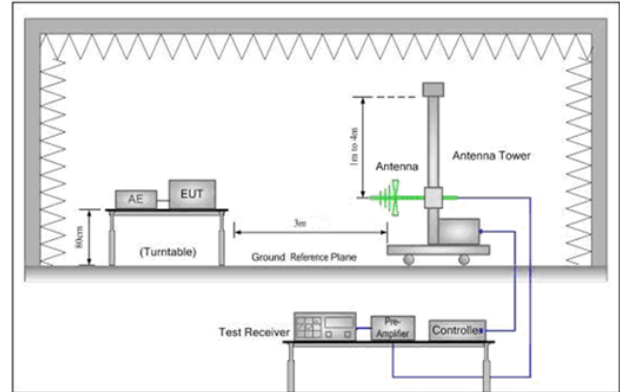 1m to 4m
Antenna
Antenna Tower
AE
EUT
80cm
3m
(Turntable)
Ground Reference Plane
Test Receiver
Pre-
Amplifier
Controller